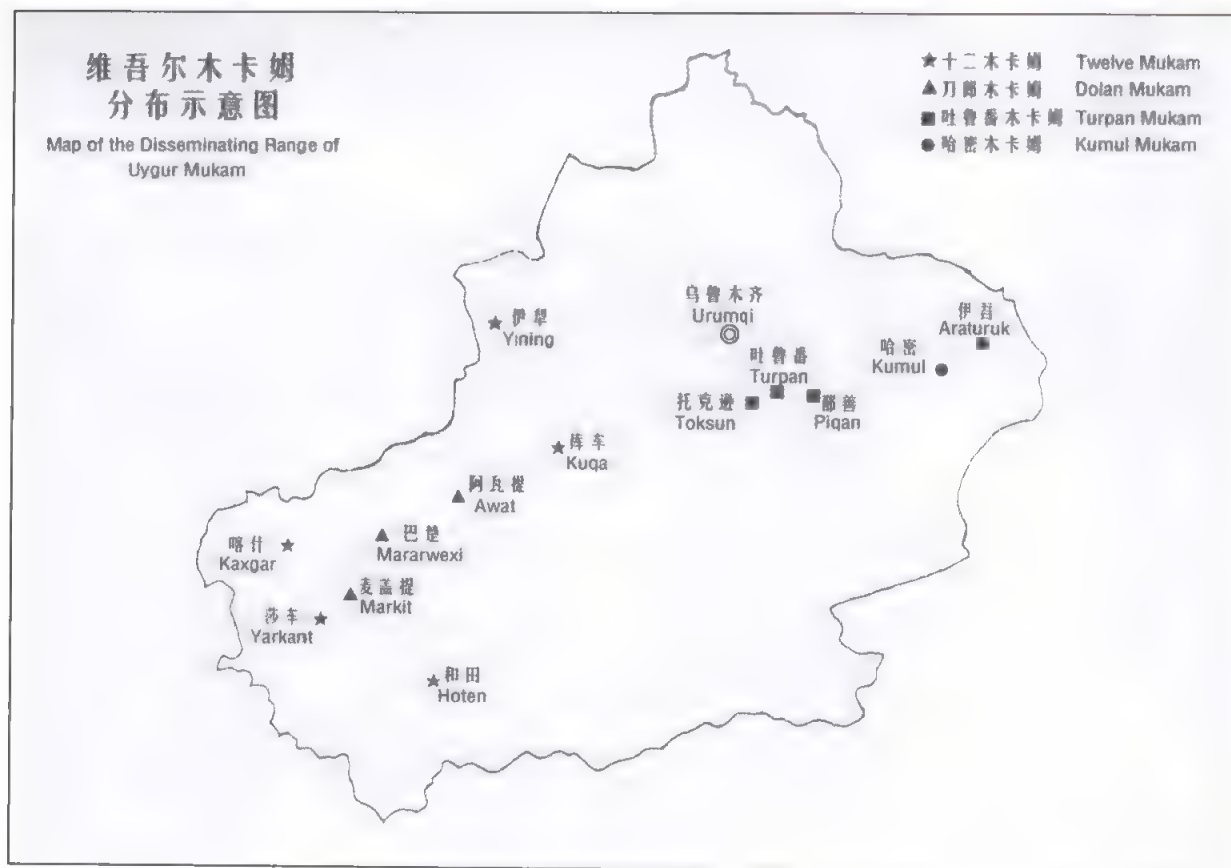 维吾尔木卡姆
分布示意图
Map of the Disseminating Range of
Uygur Mukam
十二木卡姆 Twelve Mukam
刀郎木卡姆 Dolan Mukam
吐鲁番木卡姆 Turpan Mukam
哈密木卡姆 Kumul Mukam
乌鲁木齐
Urumqi
伊犁
Yining
伊吾
Araturuk
哈密
Kumul
吐鲁番
Turpan
托克逊
Toksun
鄯善
Piqan
库车
Kuqa
阿瓦提
Awat
巴楚
Mararwexi
喀什
Kaxgar
麦盖提
Markit
莎车
Yarkant
和田
Hoten